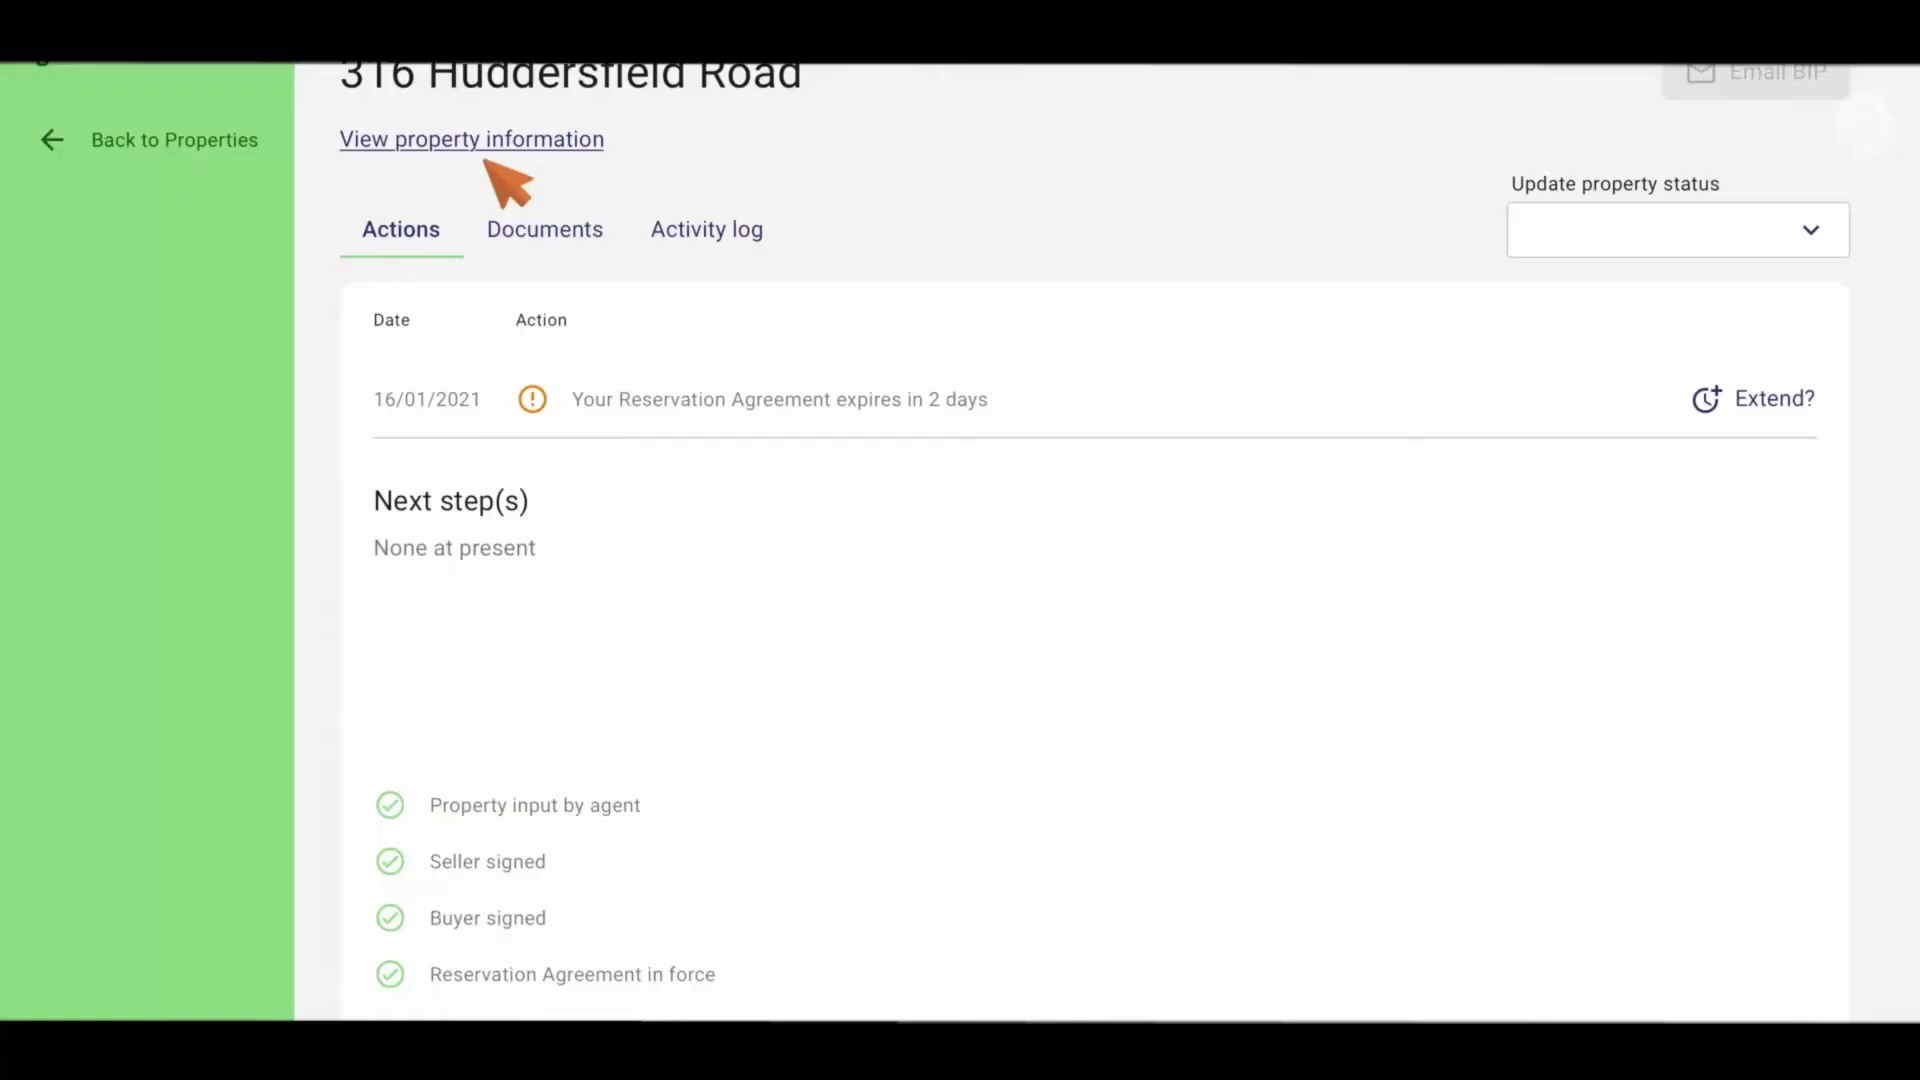 316 Huddersfield Road
Email BIP
Back to Properties
View property information
Update property status
Actions
Documents
Activity log
Date
Action
16/01/2021
Your Reservation Agreement expires in 2 days
Extend?
Next step(s)
None at present
Property input by agent
Seller signed
Buyer signed
Reservation Agreement in force